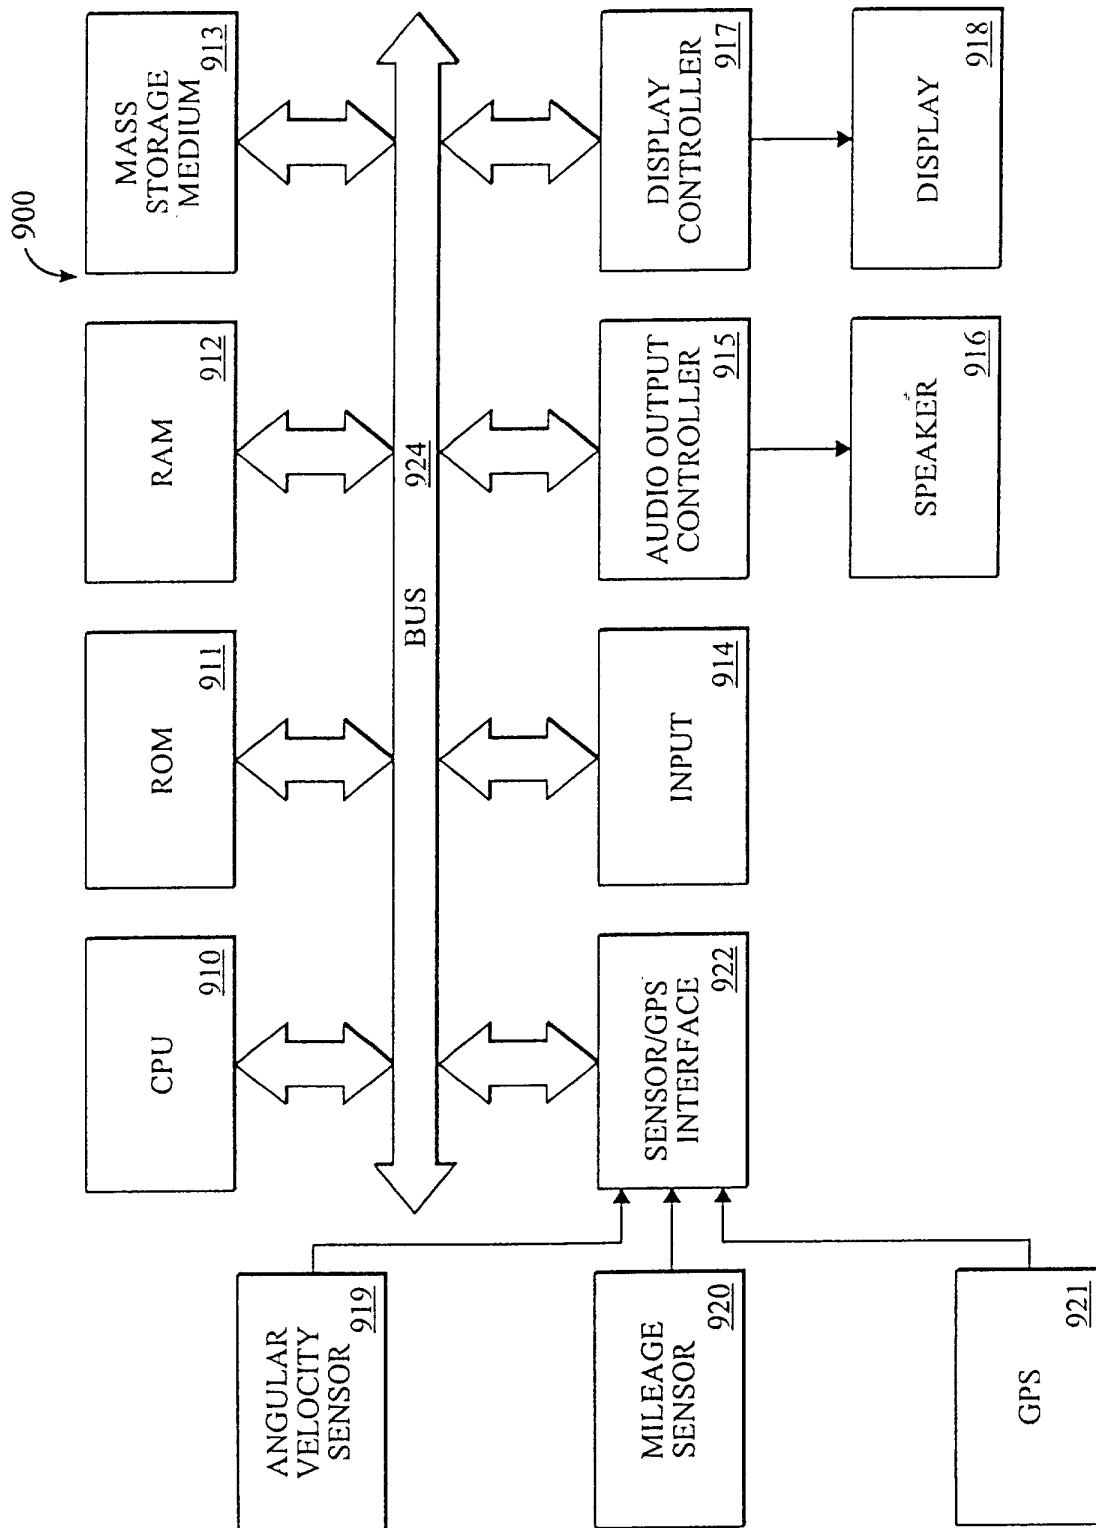 900
CPU
910
ROM
911
RAM
912
MASS
STORAGE
MEDIUM
913
BUS
924
ANGULAR
VELOCITY
SENSOR
919
MILEAGE
SENSOR
920
GPS
921
SENSOR/GPS
INTERFACE
922
INPUT
914
AUDIO OUTPUT
CONTROLLER
915
DISPLAY
CONTROLLER
917
SPEAKER
916
DISPLAY
918